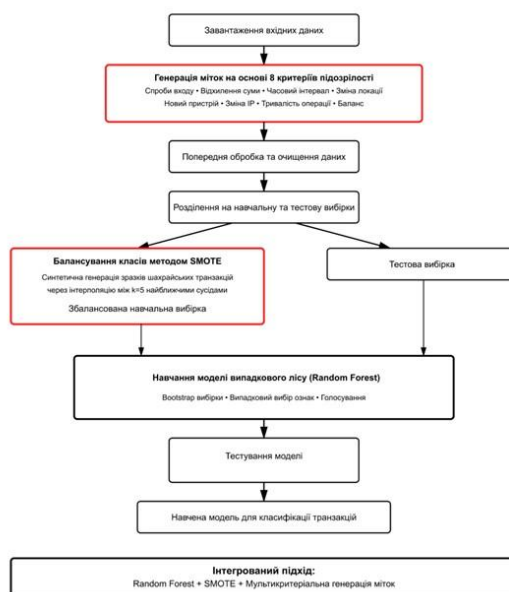 Завантаження вхідних даних
Генерація міток на основі 8 критеріїв підозрілості
Спроби входу • Відхилення суми • Часовий інтервал • Зміна локації
Новий пристрій • Зміна IP • Тривалість операції • Баланс
Попередня обробка та очищення даних
Розділення на навчальну та тестову вибірки
Балансування класів методом SMOTE
Синтетична генерація зразків шахрайських транзакцій
через інтерполяцію між k=5 найближчими сусідами
Збалансована навчальна вибірка
Тестова вибірка
Навчання моделі випадкового лісу (Random Forest)
Bootstrap вибірки • Випадковий вибір ознак • Голосування
Тестування моделі
Навчена модель для класифікації транзакцій
Інтегрований підхід:
Random Forest + SMOTE + Мультикритеріальна генерація міток